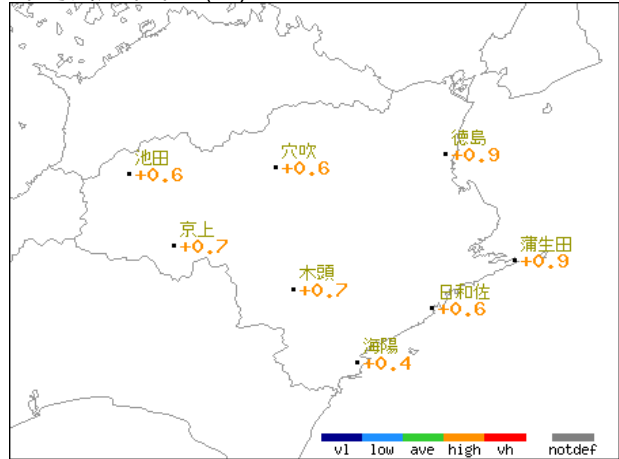 徳島
+0.9
穴吹
+0.6
池田
+0.6
京上
+0.7
蒲生田
+0.9
木頭
+0.7
日和佐
+0.6
海陽
+0.4
vl low ave high vh notdef